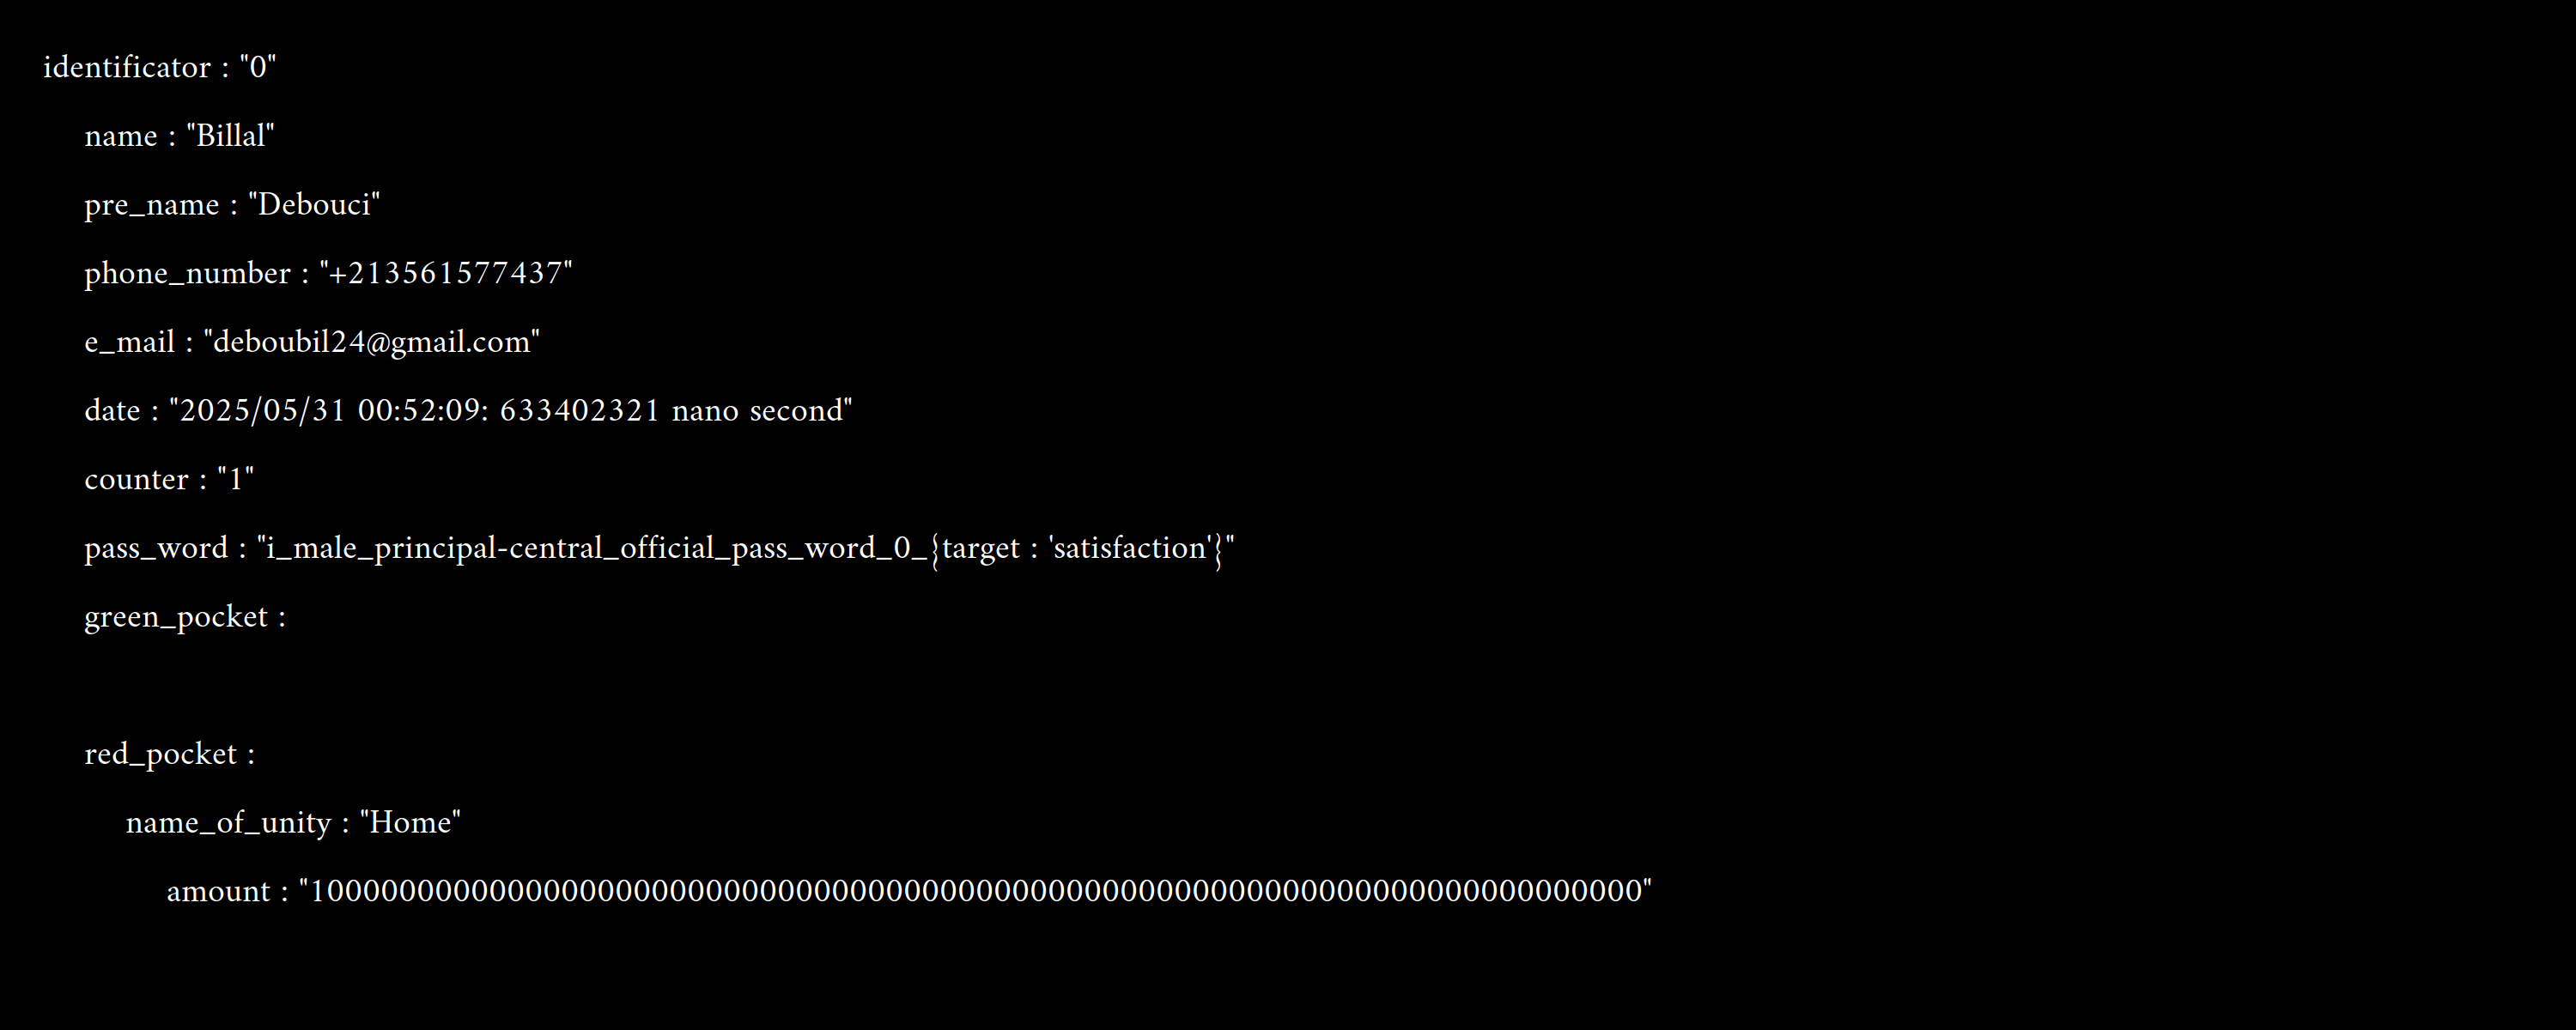 identificator : "0"
name : "Billal"
pre_name : "Debouci"
phone_number : "+213561577437"
e_mail : "deboubil24@gmail.com"
date : "2025/05/31 00:52:09: 633402321 nano second"
counter : "1"
pass_word : "i_male_principal-central_official_pass_word_0_{target : 'satisfaction'}"
green_pocket :
red_pocket :
name_of_unity : "Home"
amount : "10000000000000000000000000000000000000000000000000000000000000000000000000"